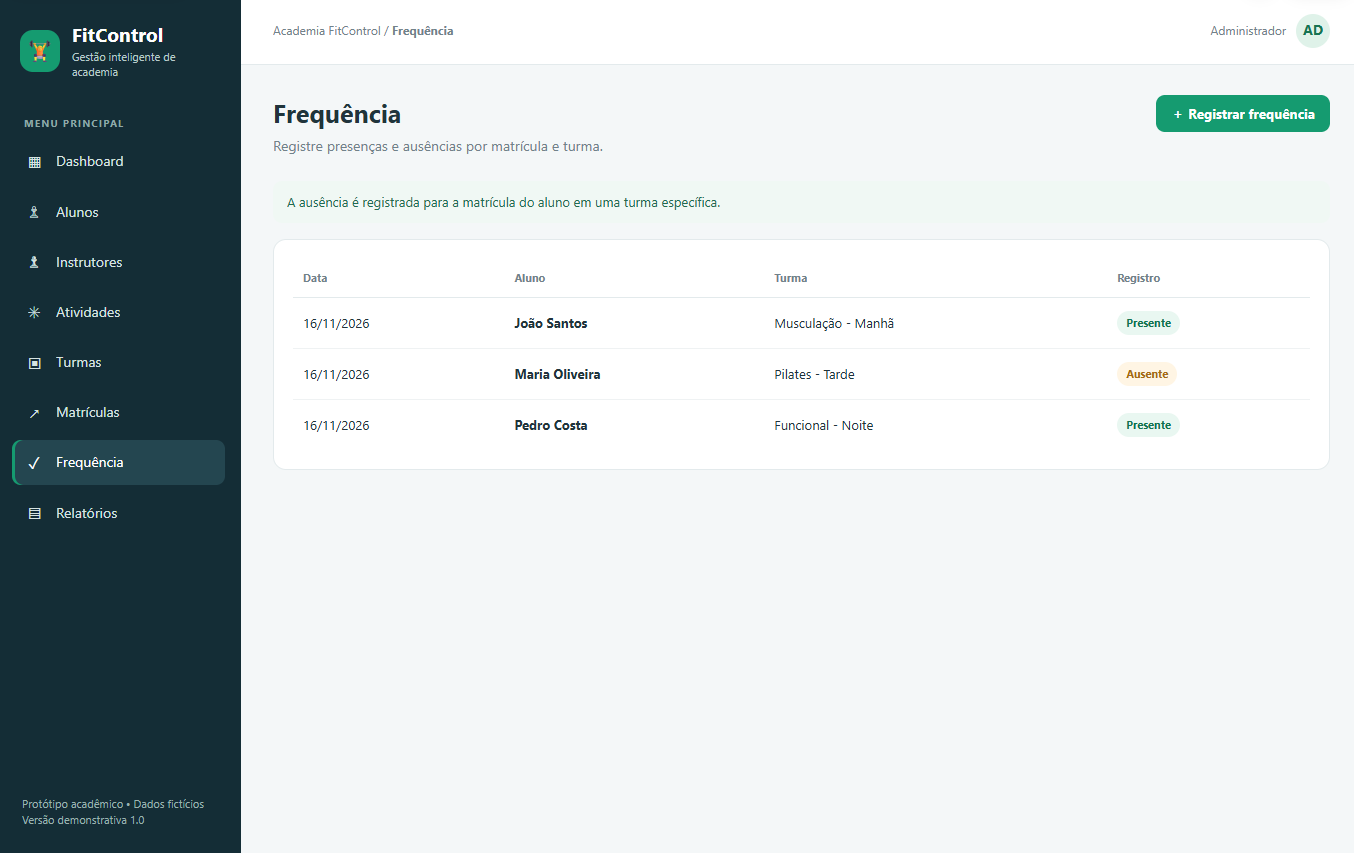 FitControl
Gestão inteligente de
academia
MENU PRINCIPAL
Dashboard
Alunos
Instrutores
Atividades
Turmas
Matrículas
Frequência
Relatórios
Protótipo acadêmico • Dados fictícios
Versão demonstrativa 1.0
Academia FitControl / Frequência
Administrador AD
Frequência
+ Registrar frequência
Registre presenças e ausências por matrícula e turma.
A ausência é registrada para a matrícula do aluno em uma turma específica.
Data Aluno Turma Registro
16/11/2026 João Santos Musculação - Manhã Presente
16/11/2026 Maria Oliveira Pilates - Tarde Ausente
16/11/2026 Pedro Costa Funcional - Noite Presente